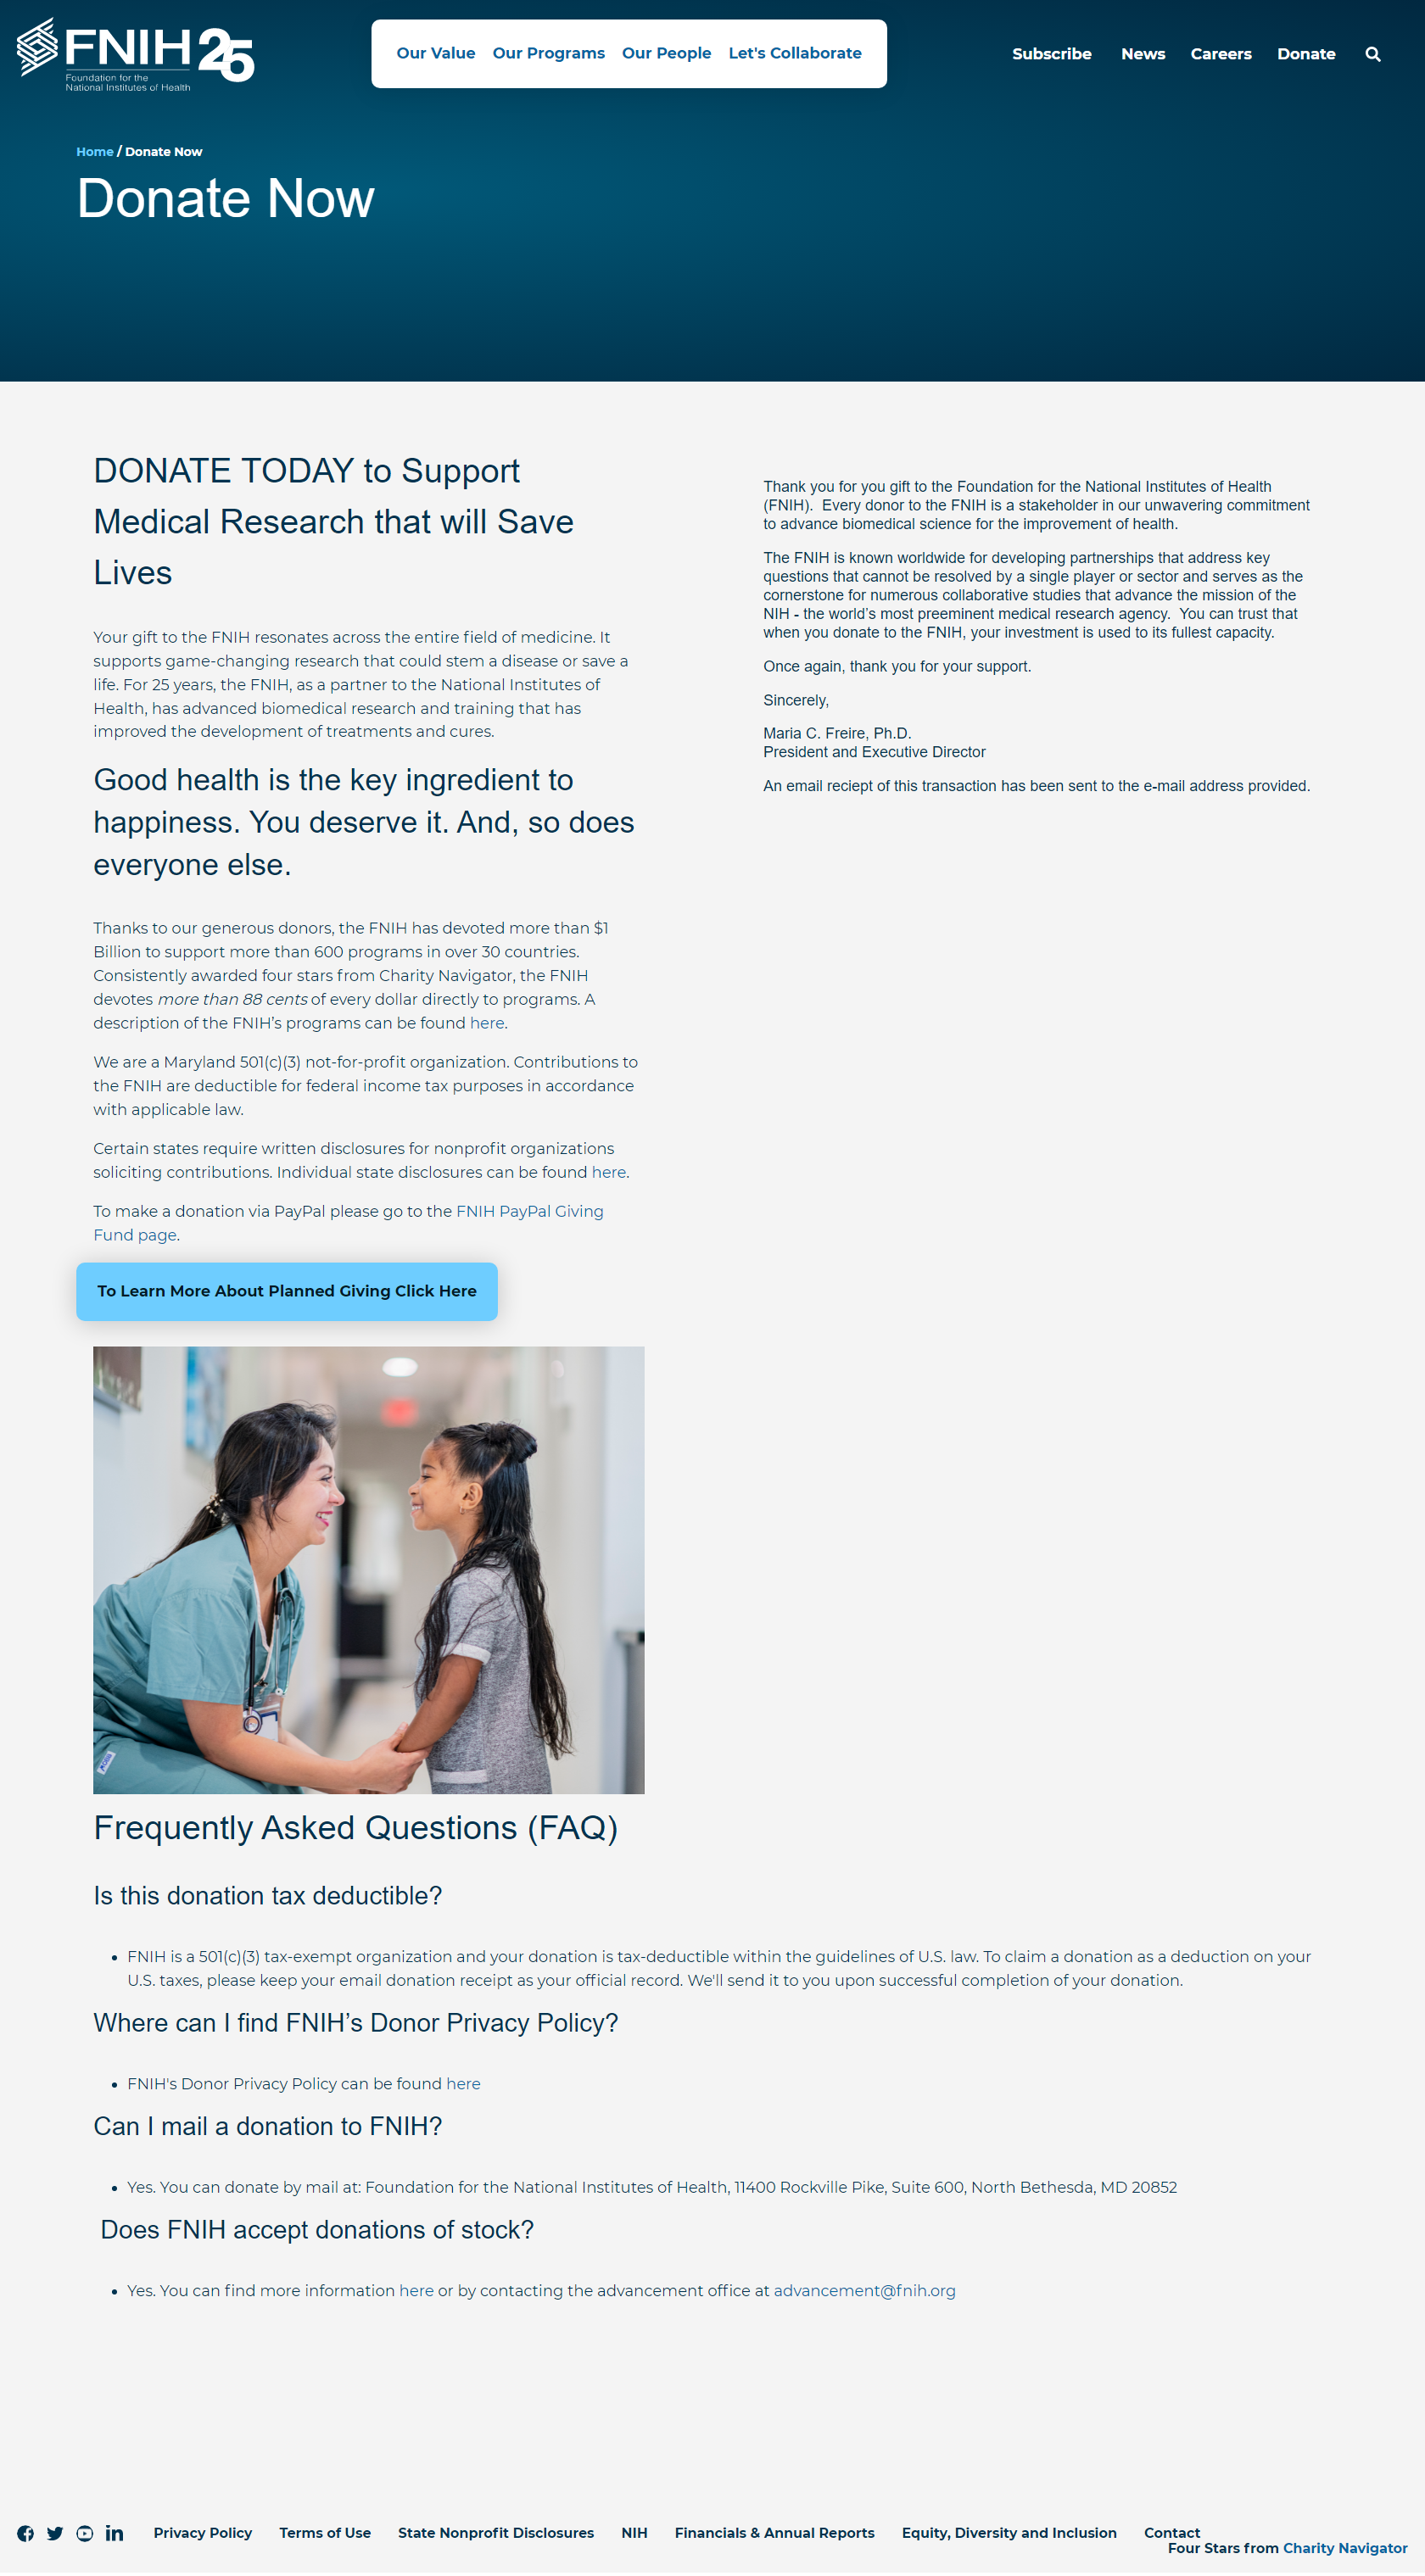 FNIH 25
Foundation for the
National Institutes of Health
Our Value Our Programs Our People Let's Collaborate
Subscribe News Careers Donate
Home / Donate Now
Donate Now
DONATE TODAY to Support
Medical Research that will Save
Lives
Your gift to the FNIH resonates across the entire field of medicine. It
supports game-changing research that could stem a disease or save a
life. For 25 years, the FNIH, as a partner to the National Institutes of
Health, has advanced biomedical research and training that has
improved the development of treatments and cures.
Good health is the key ingredient to
happiness. You deserve it. And, so does
everyone else.
Thanks to our generous donors, the FNIH has devoted more than $1
Billion to support more than 600 programs in over 30 countries.
Consistently awarded four stars from Charity Navigator, the FNIH
devotes more than 88 cents of every dollar directly to programs. A
description of the FNIH’s programs can be found here.
We are a Maryland 501(c)(3) not-for-profit organization. Contributions to
the FNIH are deductible for federal income tax purposes in accordance
with applicable law.
Certain states require written disclosures for nonprofit organizations
soliciting contributions. Individual state disclosures can be found here.
To make a donation via PayPal please go to the FNIH PayPal Giving
Fund page.
To Learn More About Planned Giving Click Here
Thank you for you gift to the Foundation for the National Institutes of Health
(FNIH).  Every donor to the FNIH is a stakeholder in our unwavering commitment
to advance biomedical science for the improvement of health.
The FNIH is known worldwide for developing partnerships that address key
questions that cannot be resolved by a single player or sector and serves as the
cornerstone for numerous collaborative studies that advance the mission of the
NIH - the world’s most preeminent medical research agency.  You can trust that
when you donate to the FNIH, your investment is used to its fullest capacity.
Once again, thank you for your support.
Sincerely,
Maria C. Freire, Ph.D.
President and Executive Director
An email reciept of this transaction has been sent to the e-mail address provided.
Frequently Asked Questions (FAQ)
Is this donation tax deductible?
• FNIH is a 501(c)(3) tax-exempt organization and your donation is tax-deductible within the guidelines of U.S. law. To claim a donation as a deduction on your
U.S. taxes, please keep your email donation receipt as your official record. We'll send it to you upon successful completion of your donation.
Where can I find FNIH’s Donor Privacy Policy?
• FNIH's Donor Privacy Policy can be found here
Can I mail a donation to FNIH?
• Yes. You can donate by mail at: Foundation for the National Institutes of Health, 11400 Rockville Pike, Suite 600, North Bethesda, MD 20852
Does FNIH accept donations of stock?
• Yes. You can find more information here or by contacting the advancement office at advancement@fnih.org
Privacy Policy Terms of Use State Nonprofit Disclosures NIH Financials & Annual Reports Equity, Diversity and Inclusion Contact
Four Stars from Charity Navigator